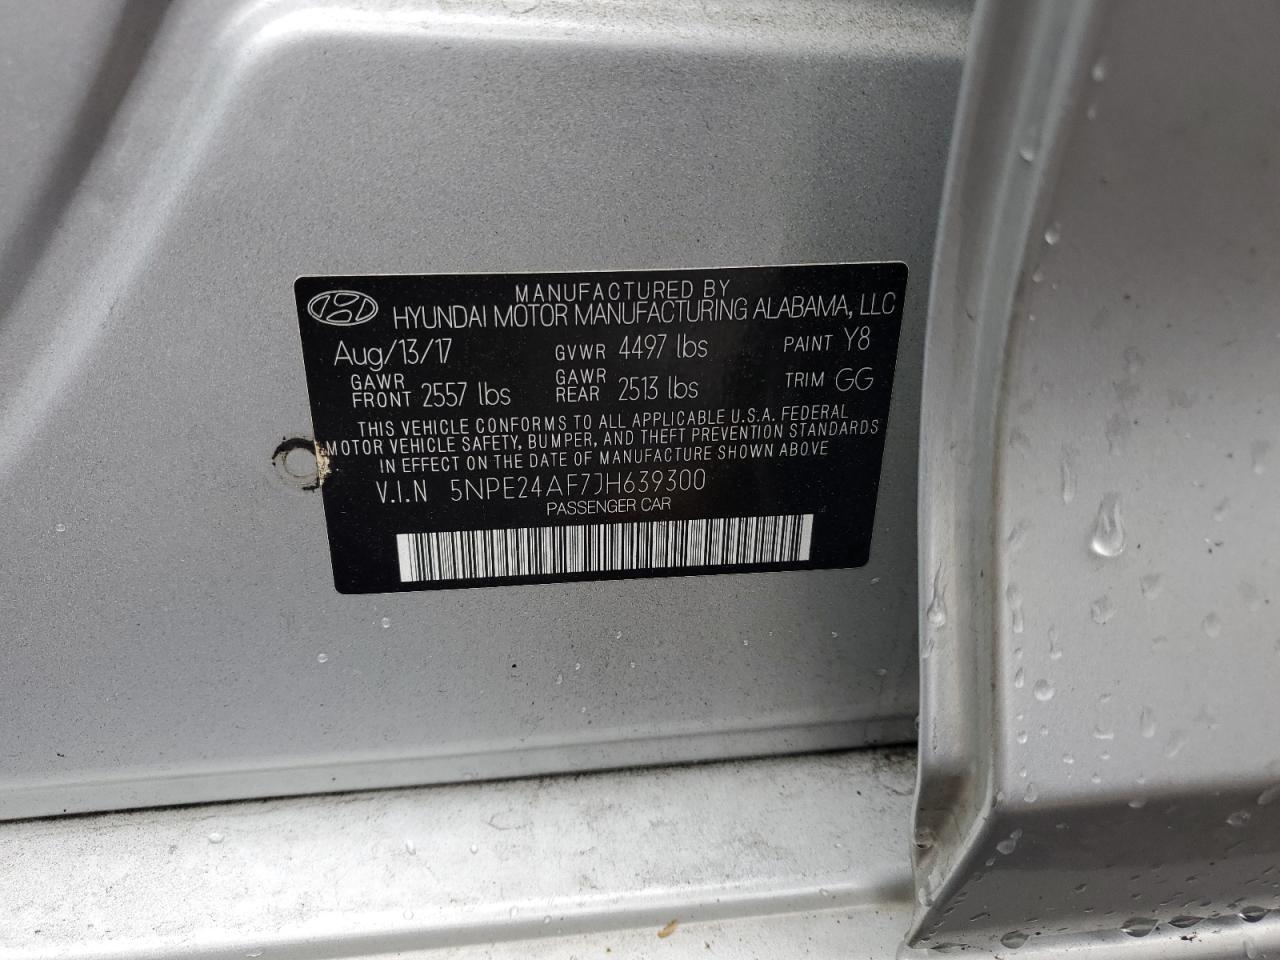 MANUFACTURED BY
HYUNDAI MOTOR MANUFACTURING ALABAMA, LLC
Aug/13/17 GVWR 4497 lbs PAINT Y8
GAWR FRONT 2557 lbs GAWR REAR 2513 lbs TRIM GG
THIS VEHICLE CONFORMS TO ALL APPLICABLE U.S.A. FEDERAL
MOTOR VEHICLE SAFETY, BUMPER, AND THEFT PREVENTION STANDARDS
IN EFFECT ON THE DATE OF MANUFACTURE SHOWN ABOVE
V.I.N 5NPE24AF7JH639300
PASSENGER CAR